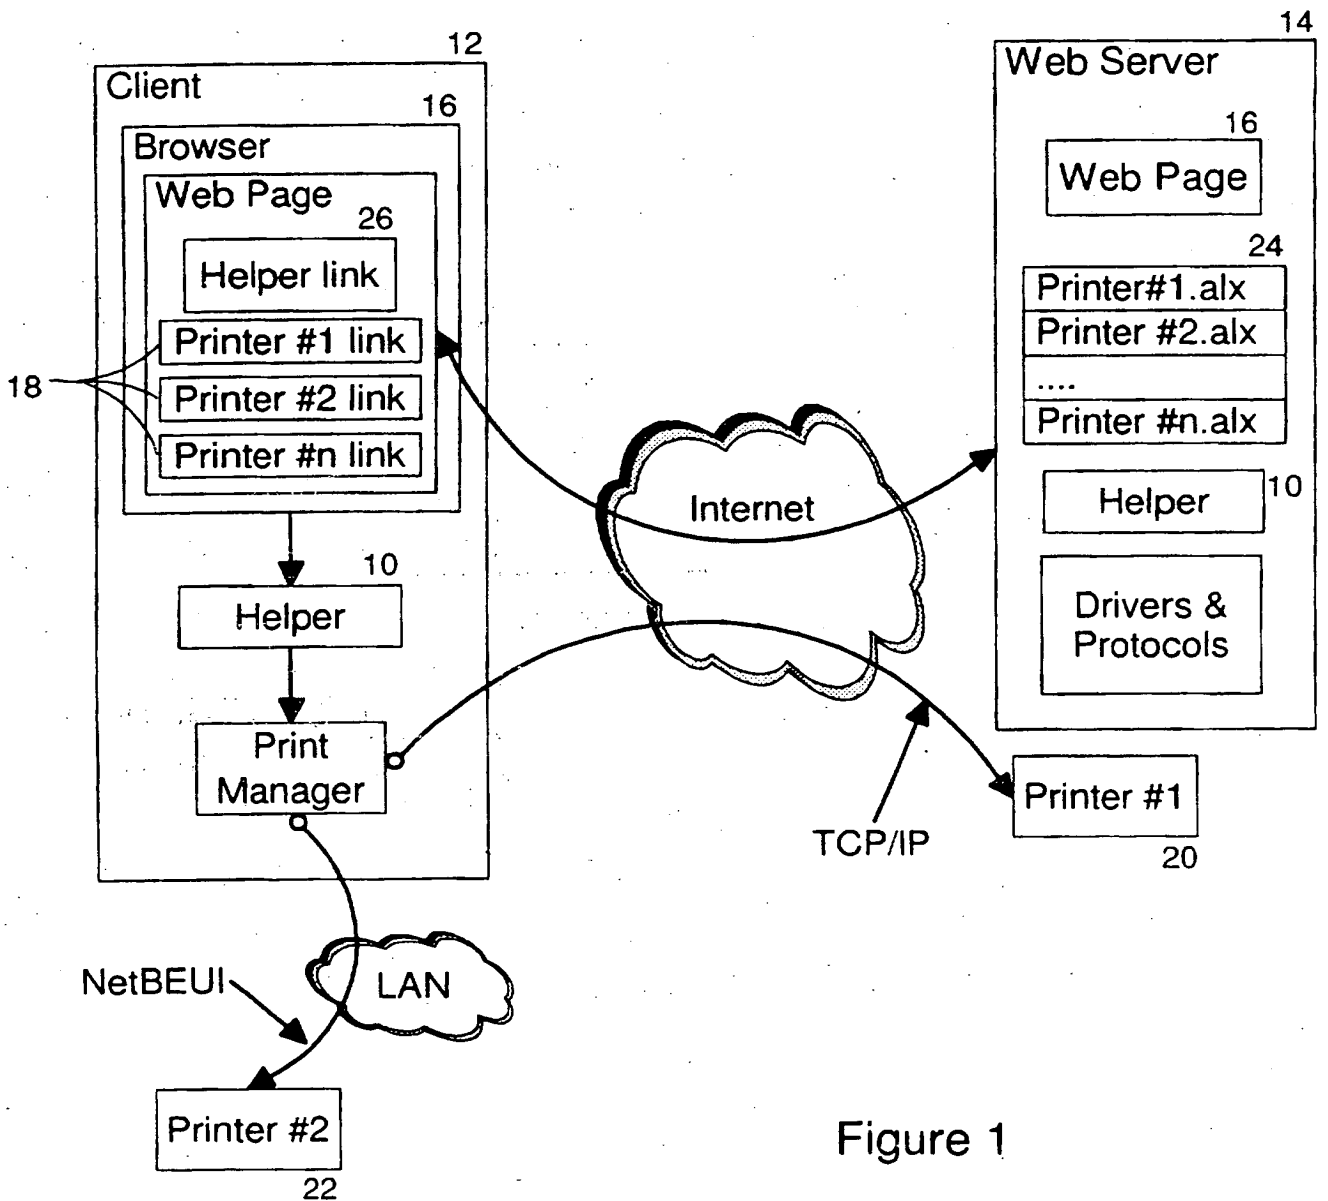 12
Client
16
Browser
Web Page
26
Helper link
Printer #1 link
18
Printer #2 link
Printer #n link
10
Helper
Print
Manager
NetBEUI
LAN
Printer #2
22
Internet
TCP/IP
14
Web Server
16
Web Page
24
Printer#1.alx
Printer #2.alx
....
Printer #n.alx
Helper
10
Drivers &
Protocols
Printer #1
20
Figure 1